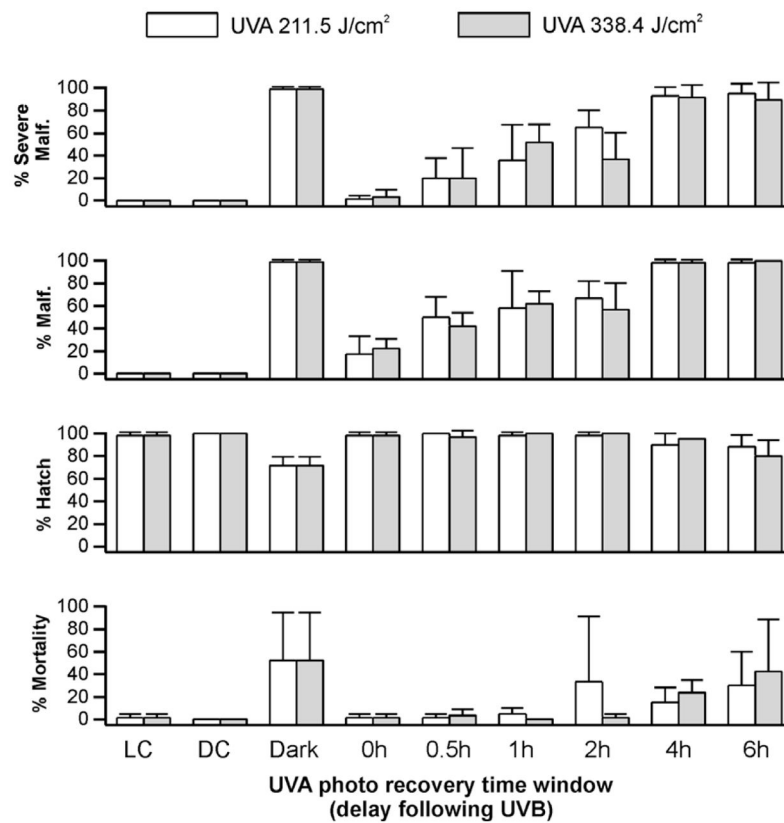 UVA 211.5 J/cm² UVA 338.4 J/cm²
% Severe
Malf.
100
80
60
40
20
0
% Malf.
100
80
60
40
20
0
% Hatch
100
80
60
40
20
0
% Mortality
100
80
60
40
20
0
LC DC Dark 0h 0.5h 1h 2h 4h 6h
UVA photo recovery time window
(delay following UVB)